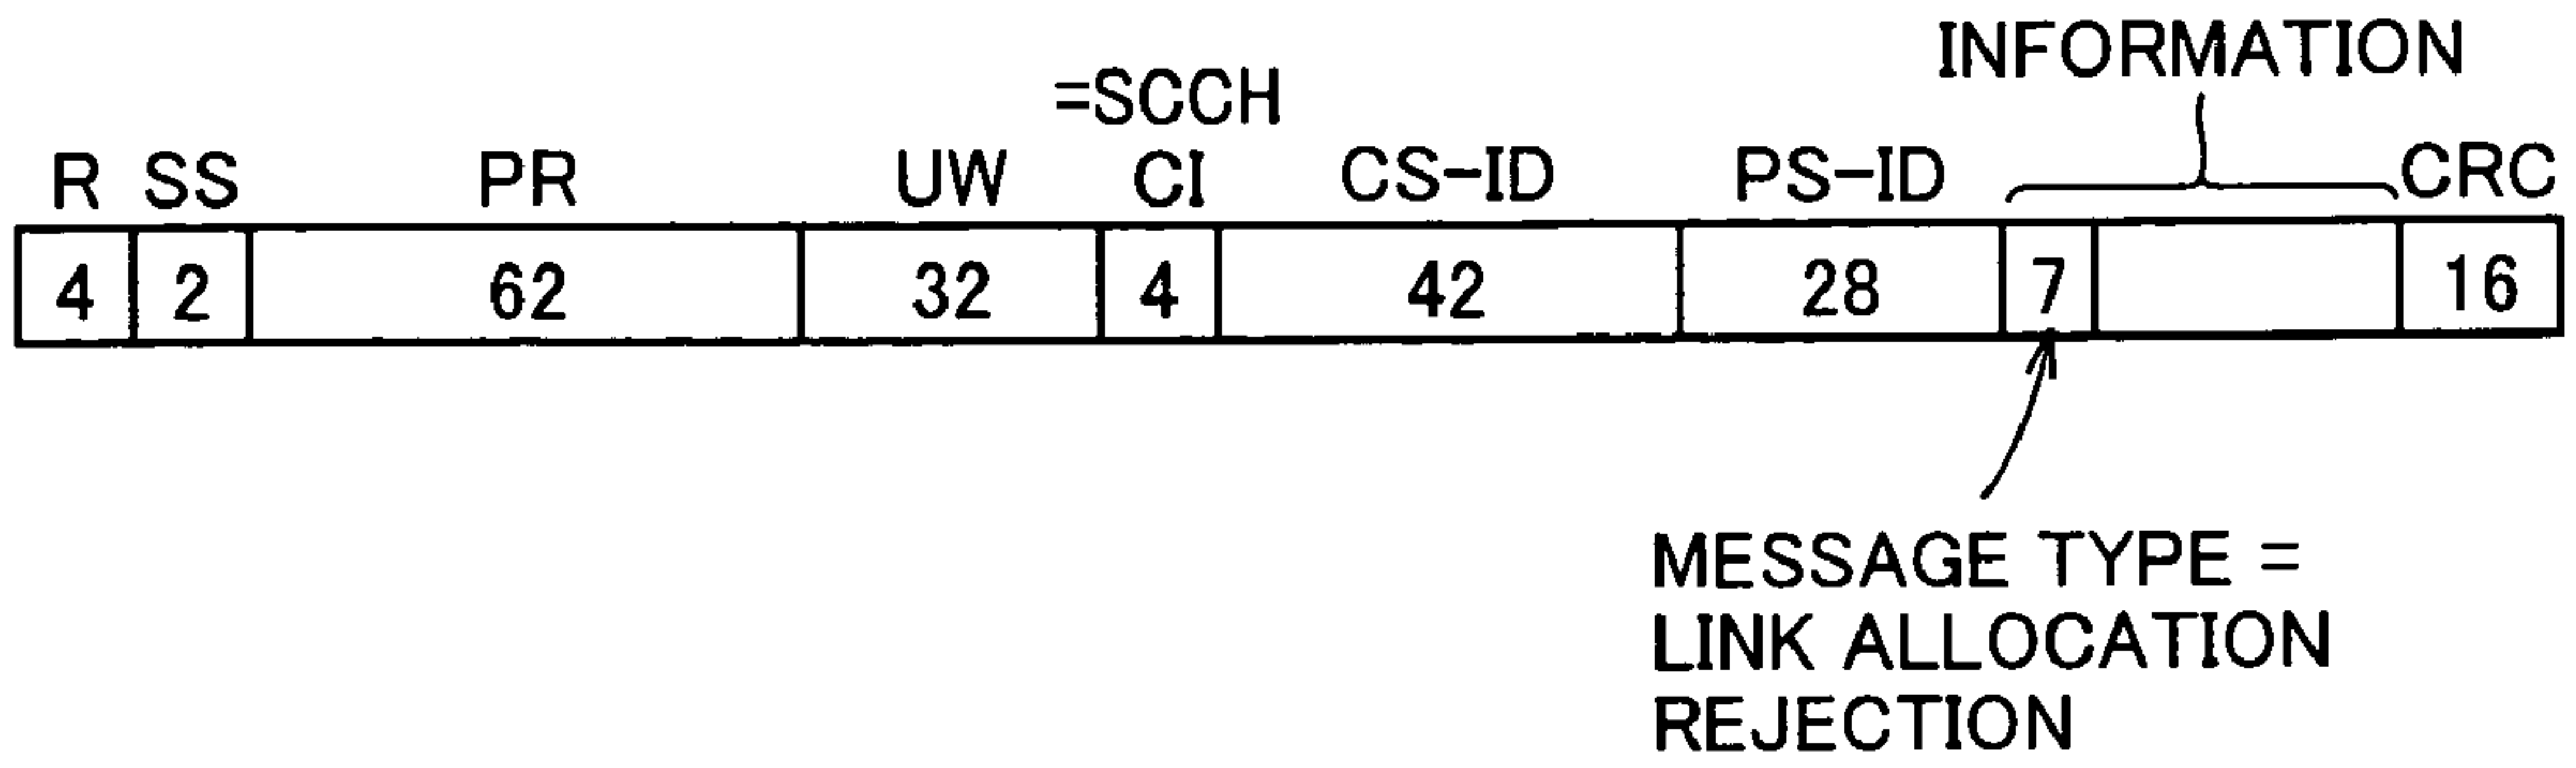 INFORMATION
=SCCH
R SS PR UW CI CS-ID PS-ID CRC
4 2 62 32 4 42 28 7 16
MESSAGE TYPE =
LINK ALLOCATION
REJECTION